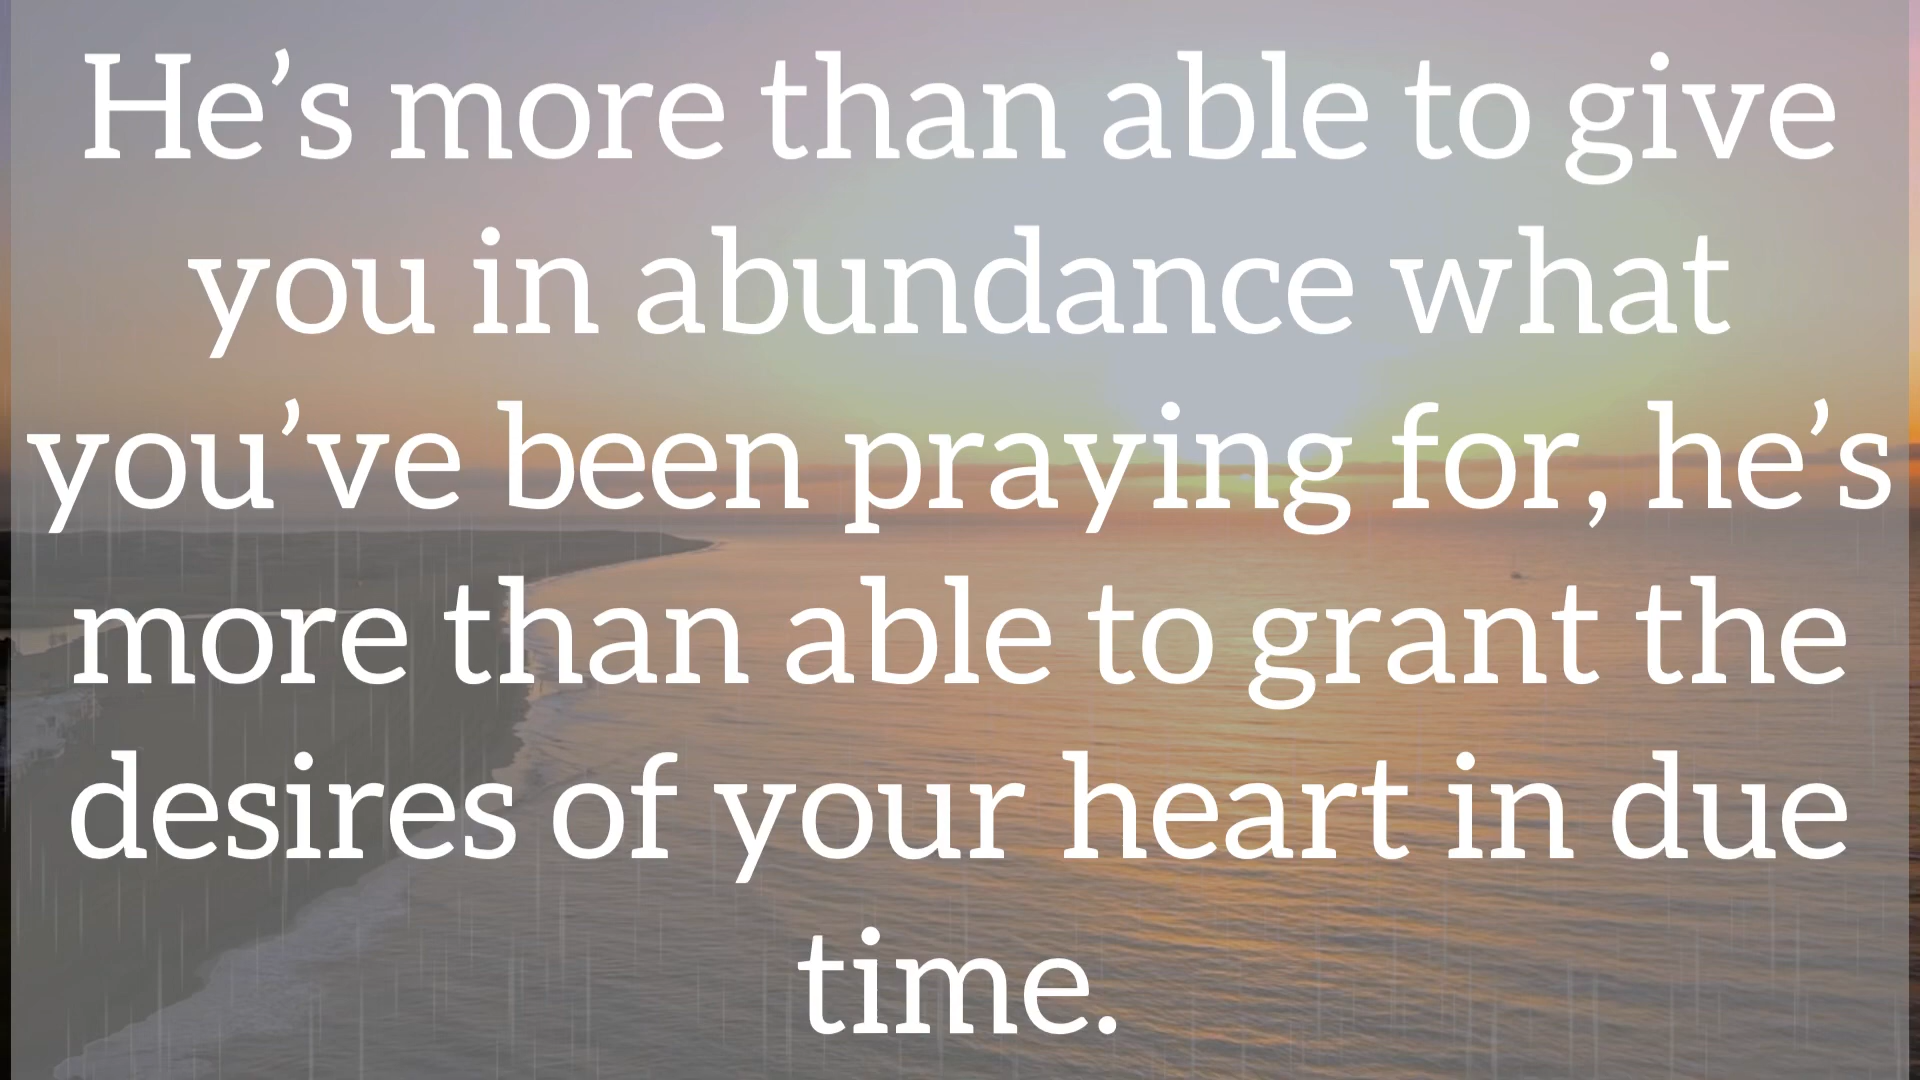 He’s more than able to give
you in abundance what
you’ve been praying for, he’s
more than able to grant the
desires of your heart in due
time.